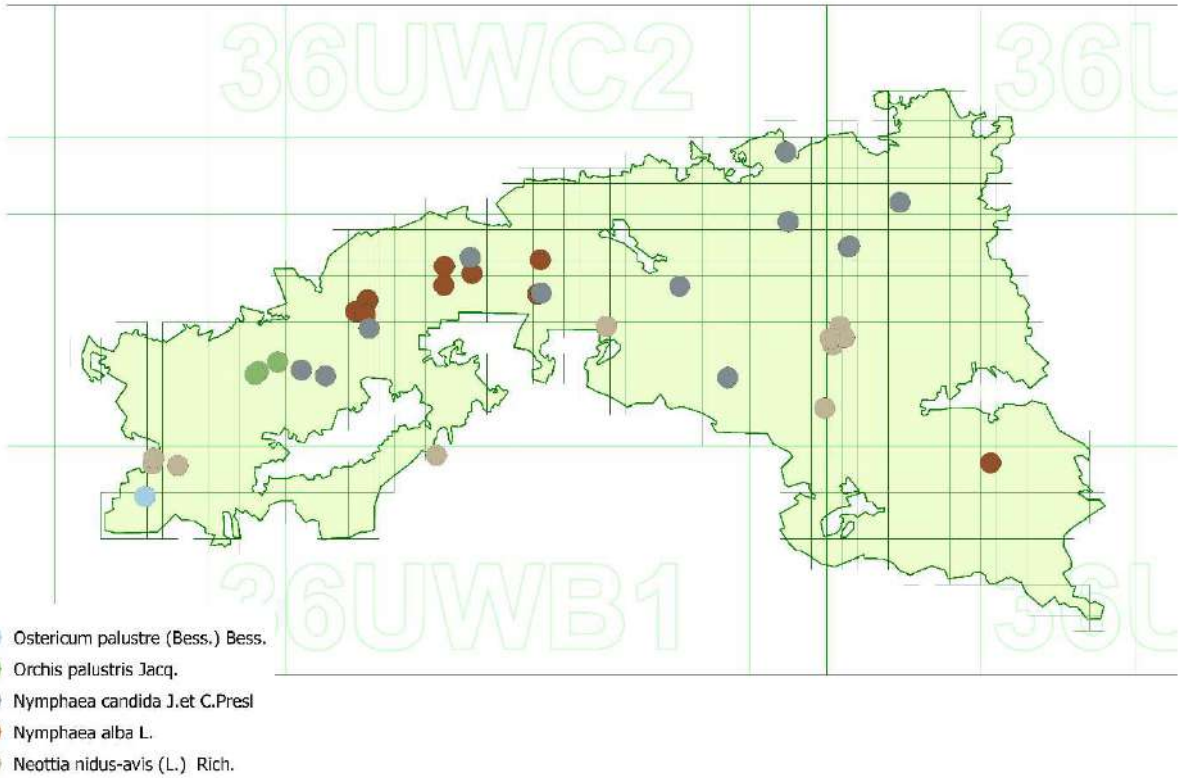 36UWC2
36U
36UWB1
36U
Ostericum palustre (Bess.) Bess.
Orchis palustris Jacq.
Nymphaea candida J.et C.Presl
Nymphaea alba L.
Neottia nidus-avis (L.) Rich.